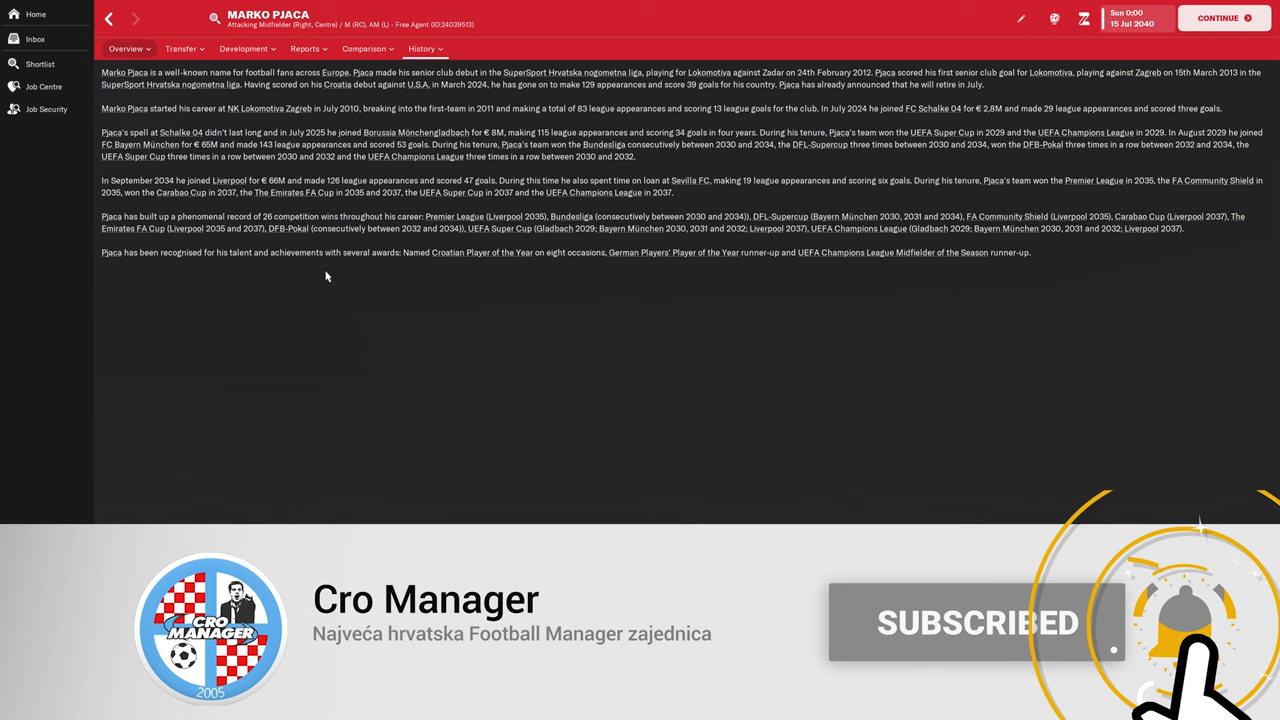 Home
Inbox
Shortlist
Job Centre
Job Security
MARKO PJACA
Attacking Midfielder (Right, Centre) / M (RC), AM (L) - Free Agent (ID:24039513)
Sun 0:00
15 Jul 2040
CONTINUE
Overview
Transfer
Development
Reports
Comparison
History
Marko Pjaca is a well-known name for football fans across Europe. Pjaca made his senior club debut in the SuperSport Hrvatska nogometna liga, playing for Lokomotiva against Zadar on 24th February 2012. Pjaca scored his first senior club goal for Lokomotiva, playing against Zagreb on 15th March 2013 in the
SuperSport Hrvatska nogometna liga. Having scored on his Croatia debut against U.S.A. in March 2024, he has gone on to make 129 appearances and score 39 goals for his country. Pjaca has already announced that he will retire in July.
Marko Pjaca started his career at NK Lokomotiva Zagreb in July 2010, breaking into the first-team in 2011 and making a total of 83 league appearances and scoring 13 league goals for the club. In July 2024 he joined FC Schalke 04 for € 2,8M and made 29 league appearances and scored three goals.
Pjaca's spell at Schalke 04 didn't last long and in July 2025 he joined Borussia Mönchengladbach for € 8M, making 115 league appearances and scoring 34 goals in four years. During his tenure, Pjaca's team won the UEFA Super Cup in 2029 and the UEFA Champions League in 2029. In August 2029 he joined
FC Bayern München for € 65M and made 143 league appearances and scored 53 goals. During his tenure, Pjaca's team won the Bundesliga consecutively between 2030 and 2034, the DFL-Supercup three times between 2030 and 2034, won the DFB-Pokal three times in a row between 2032 and 2034, the
UEFA Super Cup three times in a row between 2030 and 2032 and the UEFA Champions League three times in a row between 2030 and 2032.
In September 2034 he joined Liverpool for € 66M and made 126 league appearances and scored 47 goals. During this time he also spent time on loan at Sevilla FC, making 19 league appearances and scoring six goals. During his tenure, Pjaca's team won the Premier League in 2035, the FA Community Shield in
2035, won the Carabao Cup in 2037, the The Emirates FA Cup in 2035 and 2037, the UEFA Super Cup in 2037 and the UEFA Champions League in 2037.
Pjaca has built up a phenomenal record of 26 competition wins throughout his career: Premier League (Liverpool 2035), Bundesliga (consecutively between 2030 and 2034)), DFL-Supercup (Bayern München 2030, 2031 and 2034), FA Community Shield (Liverpool 2035), Carabao Cup (Liverpool 2037), The
Emirates FA Cup (Liverpool 2035 and 2037), DFB-Pokal (consecutively between 2032 and 2034)), UEFA Super Cup (Gladbach 2029; Bayern München 2030, 2031 and 2032; Liverpool 2037), UEFA Champions League (Gladbach 2029; Bayern München 2030, 2031 and 2032; Liverpool 2037).
Pjaca has been recognised for his talent and achievements with several awards: Named Croatian Player of the Year on eight occasions, German Players' Player of the Year runner-up and UEFA Champions League Midfielder of the Season runner-up.
CRO
MANAGER
2005
Cro Manager
Najveća hrvatska Football Manager zajednica
SUBSCRIBED